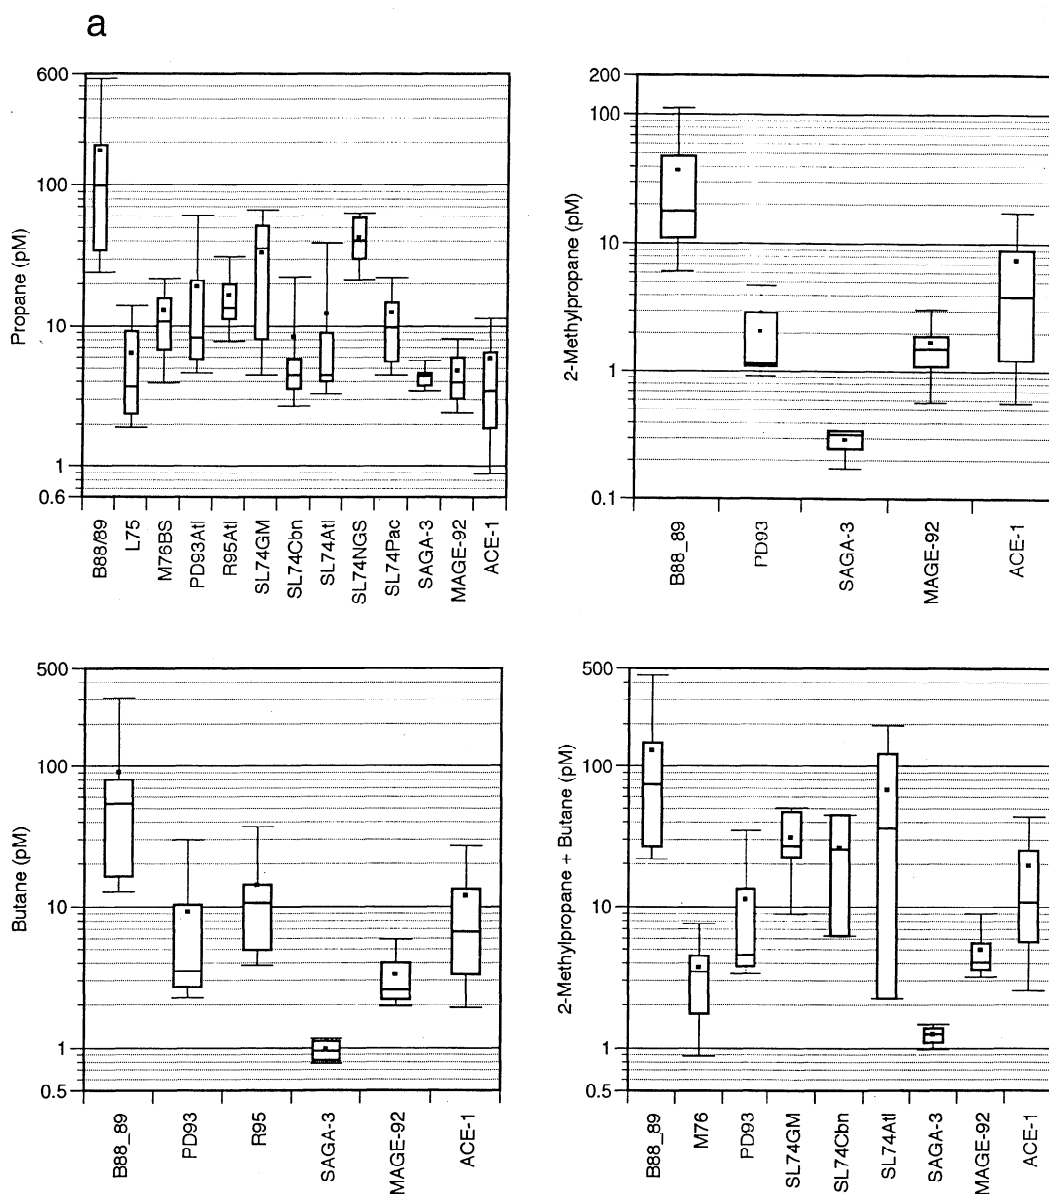 a
Propane (pM)
600
100
10
1
0.6
B88/89
L75
M76BS
PD93Atl
R95Atl
SL74GM
SL74Cbn
SL74Atl
SL74NGS
SL74Pac
SAGA-3
MAGE-92
ACE-1
2-Methylpropane (pM)
200
100
10
1
0.1
B88_89
PD93
SAGA-3
MAGE-92
ACE-1
Butane (pM)
500
100
10
1
0.5
B88_89
PD93
R95
SAGA-3
MAGE-92
ACE-1
2-Methylpropane + Butane (pM)
500
100
10
1
0.5
B88_89
M76
PD93
SL74GM
SL74Cbn
SL74Atl
SAGA-3
MAGE-92
ACE-1